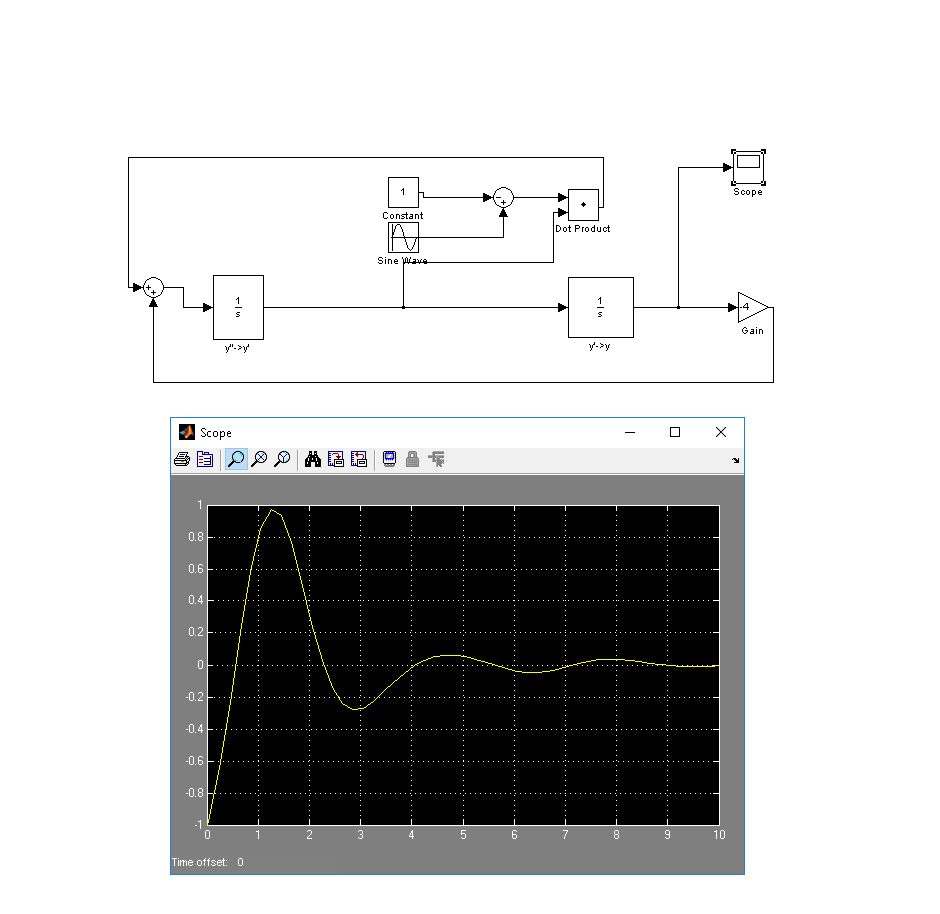 1
Constant
Sine Wave
Dot Product
Scope
1
s
y''->y'
1
s
y'->y
-4
Gain
Scope
1
0.8
0.6
0.4
0.2
0
-0.2
-0.4
-0.6
-0.8
-1
0 1 2 3 4 5 6 7 8 9 10
Time offset: 0